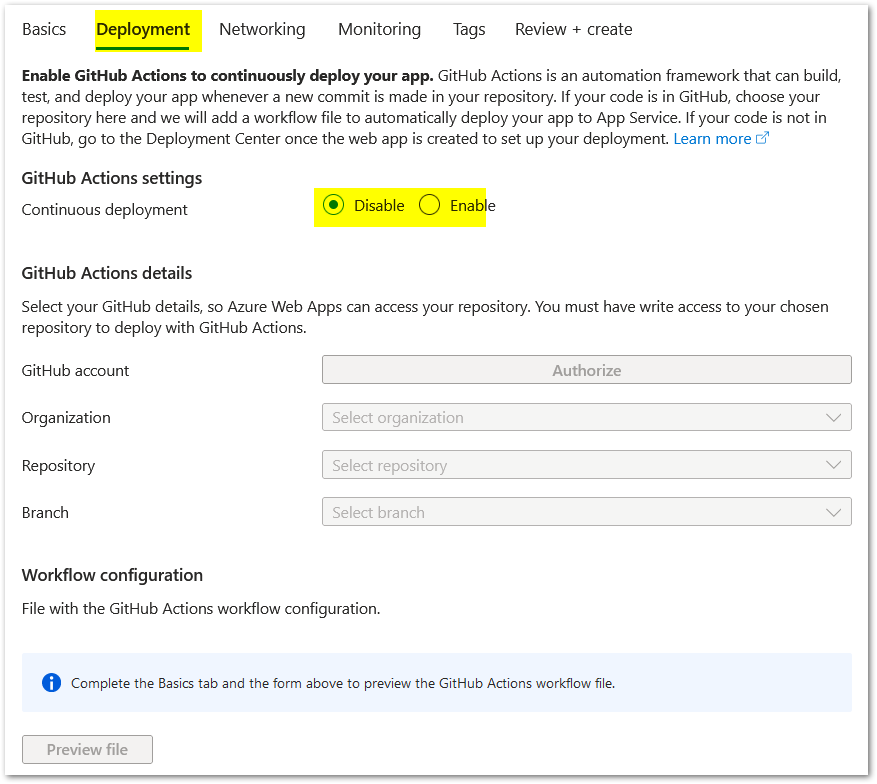 Basics Deployment Networking Monitoring Tags Review + create
Enable GitHub Actions to continuously deploy your app. GitHub Actions is an automation framework that can build,
test, and deploy your app whenever a new commit is made in your repository. If your code is in GitHub, choose your
repository here and we will add a workflow file to automatically deploy your app to App Service. If your code is not in
GitHub, go to the Deployment Center once the web app is created to set up your deployment. Learn more
GitHub Actions settings
Continuous deployment Disable Enable
GitHub Actions details
Select your GitHub details, so Azure Web Apps can access your repository. You must have write access to your chosen
repository to deploy with GitHub Actions.
GitHub account Authorize
Organization Select organization
Repository Select repository
Branch Select branch
Workflow configuration
File with the GitHub Actions workflow configuration.
Complete the Basics tab and the form above to preview the GitHub Actions workflow file.
Preview file